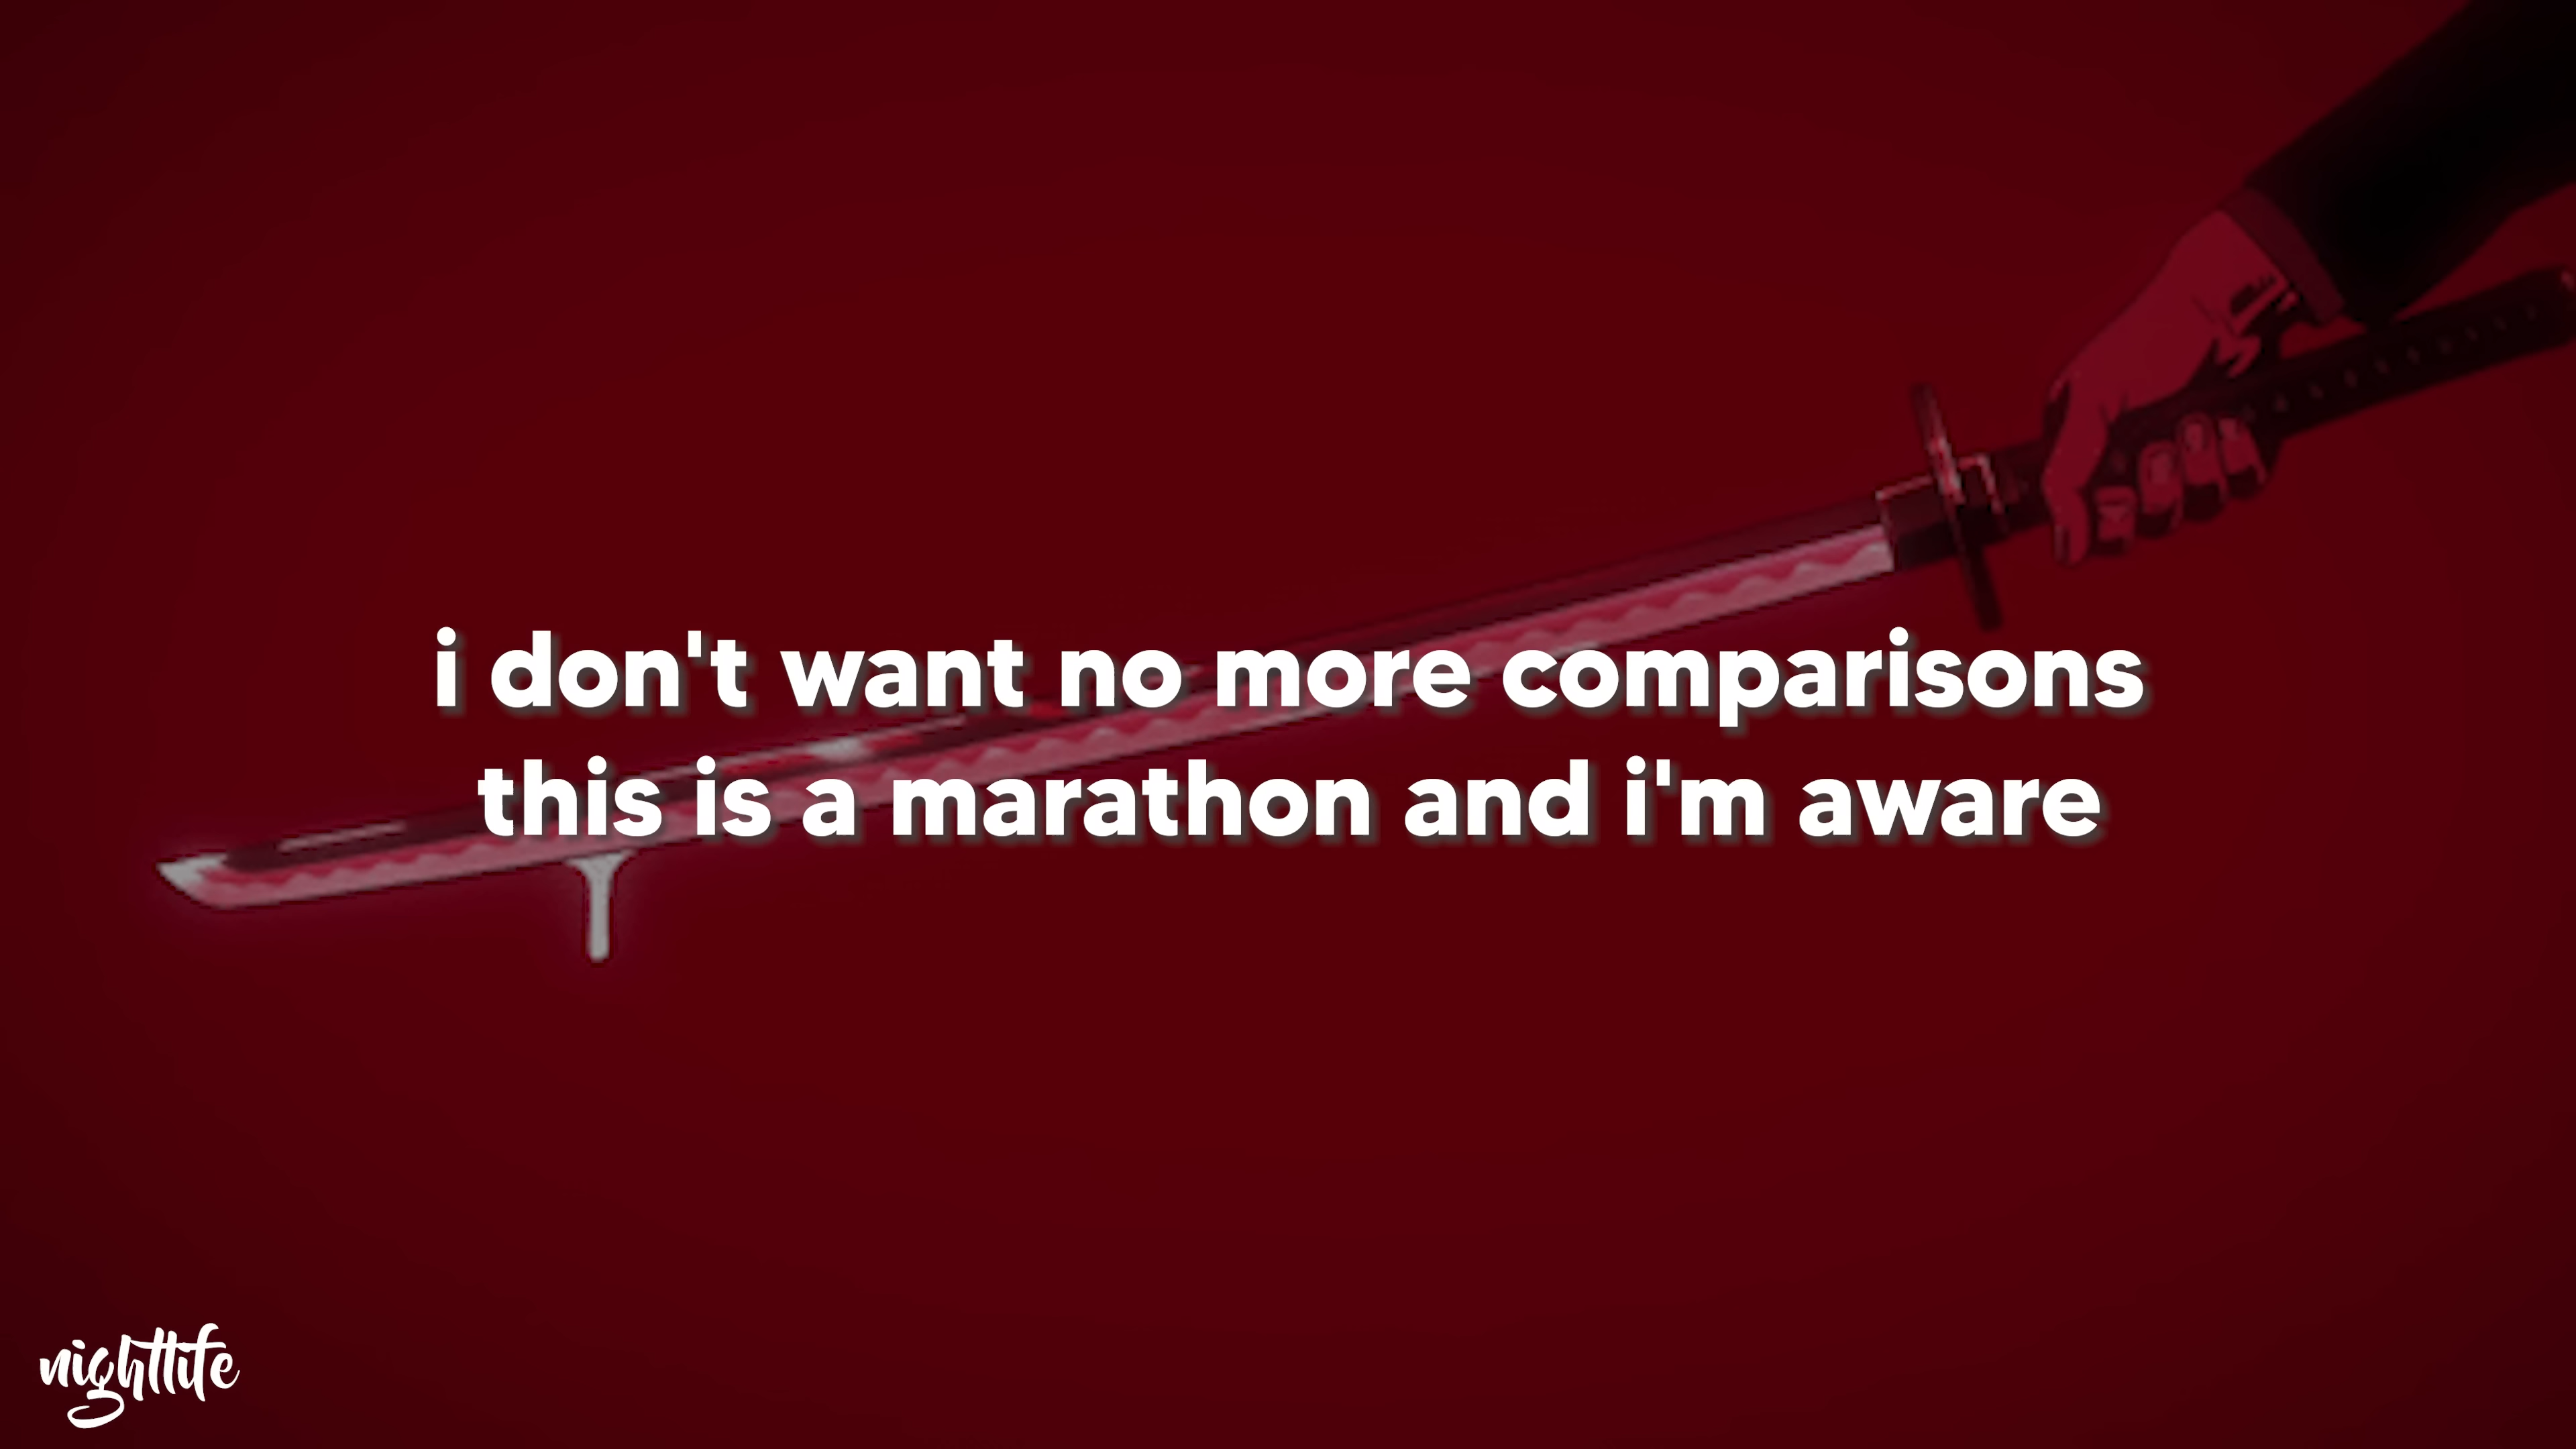 i don't want no more comparisons
this is a marathon and i'm aware
nightlife